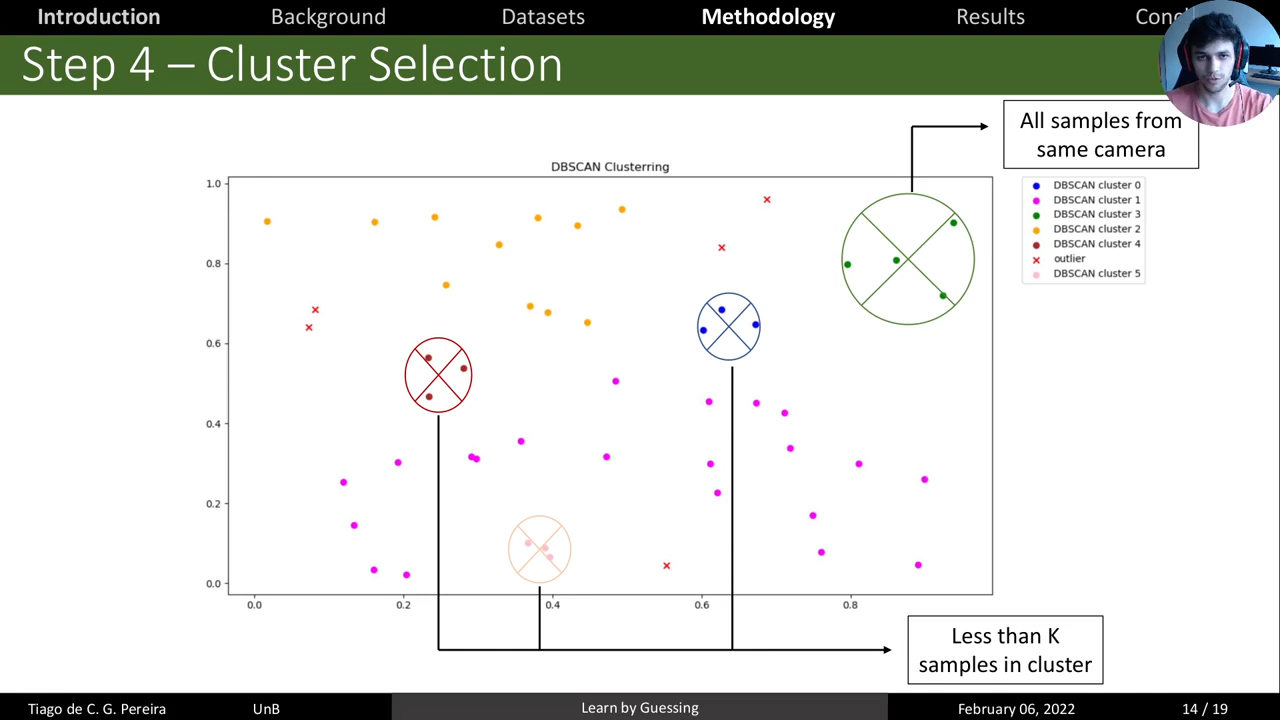 Introduction Background Datasets Methodology Results
Step 4 – Cluster Selection
All samples from
same camera
DBSCAN Clusterring
1.0
0.8
0.6
0.4
0.2
0.0
0.0 0.2 0.4 0.6 0.8
DBSCAN cluster 0
DBSCAN cluster 1
DBSCAN cluster 3
DBSCAN cluster 2
DBSCAN cluster 4
outlier
DBSCAN cluster 5
Less than K
samples in cluster
Tiago de C. G. Pereira UnB Learn by Guessing February 06, 2022 14 / 19